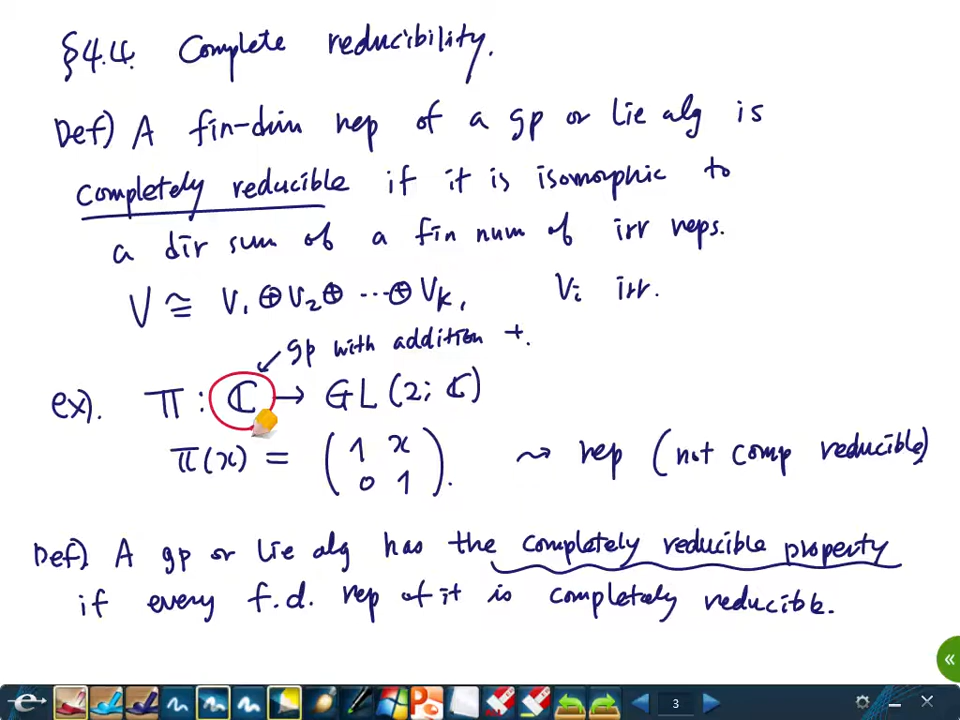 §4.4. Complete reducibility.
Def) A fin-dim rep of a gp or Lie alg is
completely reducible if it is isomorphic to
a dir sum of a fin num of irr reps.
V ≅ V₁ ⊕ V₂ ⊕ ⋯ ⊕ Vₖ, Vᵢ irr.
gp with addition +.
ex). Π : ℂ → GL(2; ℂ)
Π(x) = (1 x
0 1). ⇝ rep (not comp reducible)
Def) A gp or Lie alg has the completely reducible property
if every f.d. rep of it is completely reducible.
3